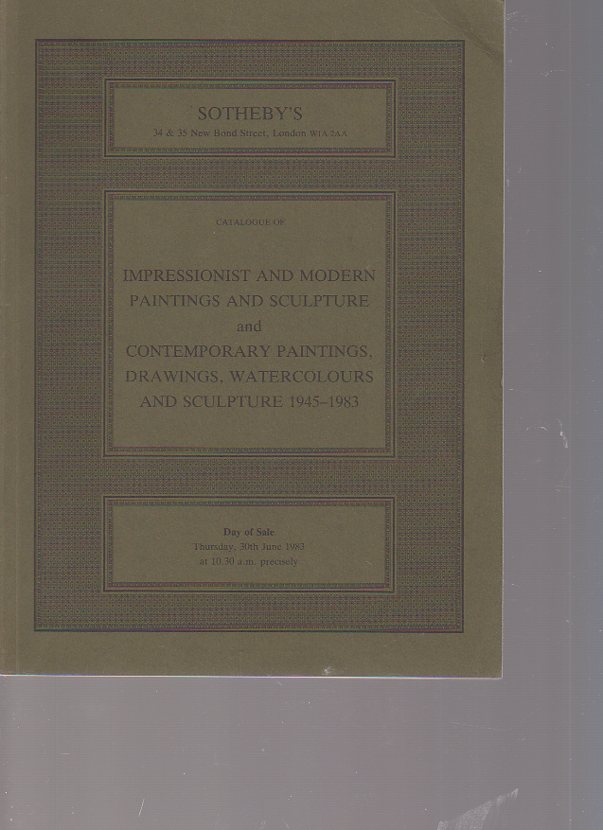 SOTHEBY'S
34 & 35 New Bond Street, London W1A 2AA
CATALOGUE OF
IMPRESSIONIST AND MODERN
PAINTINGS AND SCULPTURE
and
CONTEMPORARY PAINTINGS,
DRAWINGS, WATERCOLOURS
AND SCULPTURE 1945–1983
Day of Sale
Thursday, 30th June 1983
at 10.30 a.m. precisely